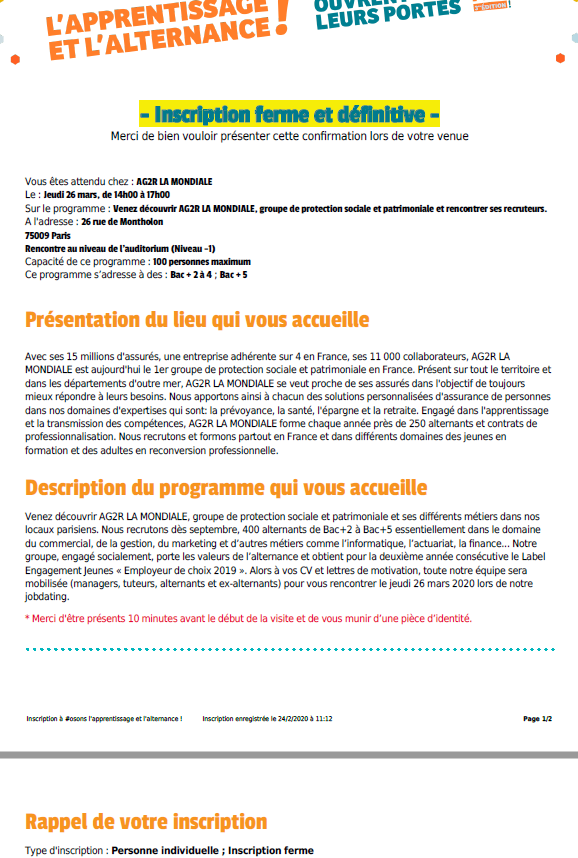 L'APPRENTISSAGE
ET L'ALTERNANCE !
OUVRENT
LEURS PORTES
– Inscription ferme et définitive –
Merci de bien vouloir présenter cette confirmation lors de votre venue
Vous êtes attendu chez : AG2R LA MONDIALE
Le : Jeudi 26 mars, de 14h00 à 17h00
Sur le programme : Venez découvrir AG2R LA MONDIALE, groupe de protection sociale et patrimoniale et rencontrer ses recruteurs.
A l'adresse : 26 rue de Montholon
75009 Paris
Rencontre au niveau de l'auditorium (Niveau -1)
Capacité de ce programme : 100 personnes maximum
Ce programme s'adresse à des : Bac + 2 à 4 ; Bac + 5
Présentation du lieu qui vous accueille
Avec ses 15 millions d'assurés, une entreprise adhérente sur 4 en France, ses 11 000 collaborateurs, AG2R LA
MONDIALE est aujourd'hui le 1er groupe de protection sociale et patrimoniale en France. Présent sur tout le territoire et
dans les départements d'outre mer, AG2R LA MONDIALE se veut proche de ses assurés dans l'objectif de toujours
mieux répondre à leurs besoins. Nous apportons ainsi à chacun des solutions personnalisées d'assurance de personnes
dans nos domaines d'expertises qui sont: la prévoyance, la santé, l'épargne et la retraite. Engagé dans l'apprentissage
et la transmission des compétences, AG2R LA MONDIALE forme chaque année près de 250 alternants et contrats de
professionnalisation. Nous recrutons et formons partout en France et dans différents domaines des jeunes en
formation et des adultes en reconversion professionnelle.
Description du programme qui vous accueille
Venez découvrir AG2R LA MONDIALE, groupe de protection sociale et patrimoniale et ses différents métiers dans nos
locaux parisiens. Nous recrutons dès septembre, 400 alternants de Bac+2 à Bac+5 essentiellement dans le domaine
du commercial, de la gestion, du marketing et d'autres métiers comme l'informatique, l'actuariat, la finance... Notre
groupe, engagé socialement, porte les valeurs de l'alternance et obtient pour la deuxième année consécutive le Label
Engagement Jeunes « Employeur de choix 2019 ». Alors à vos CV et lettres de motivation, toute notre équipe sera
mobilisée (managers, tuteurs, alternants et ex-alternants) pour vous rencontrer le jeudi 26 mars 2020 lors de notre
jobdating.
* Merci d'être présents 10 minutes avant le début de la visite et de vous munir d'une pièce d'identité.
Inscription à #osons l'apprentissage et l'alternance ! Inscription enregistrée le 24/2/2020 à 11:12 Page 1/2
Rappel de votre inscription
Type d'inscription : Personne individuelle ; Inscription ferme